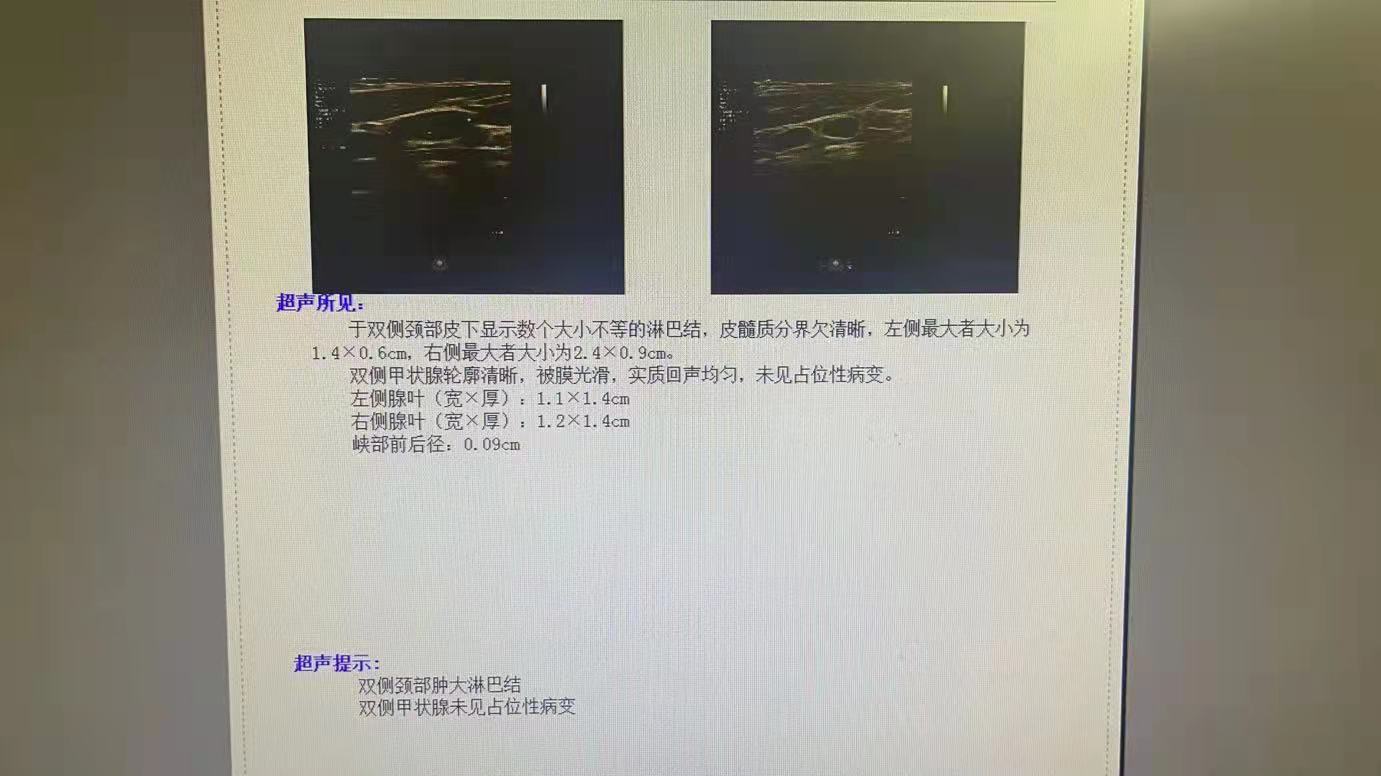 超声所见:
于双侧颈部皮下显示数个大小不等的淋巴结，皮髓质分界欠清晰，左侧最大者大小为
1.4×0.6cm，右侧最大者大小为2.4×0.9cm。
双侧甲状腺轮廓清晰，被膜光滑，实质回声均匀，未见占位性病变。
左侧腺叶（宽×厚）: 1.1×1.4cm
右侧腺叶（宽×厚）: 1.2×1.4cm
峡部前后径: 0.09cm
超声提示:
双侧颈部肿大淋巴结
双侧甲状腺未见占位性病变